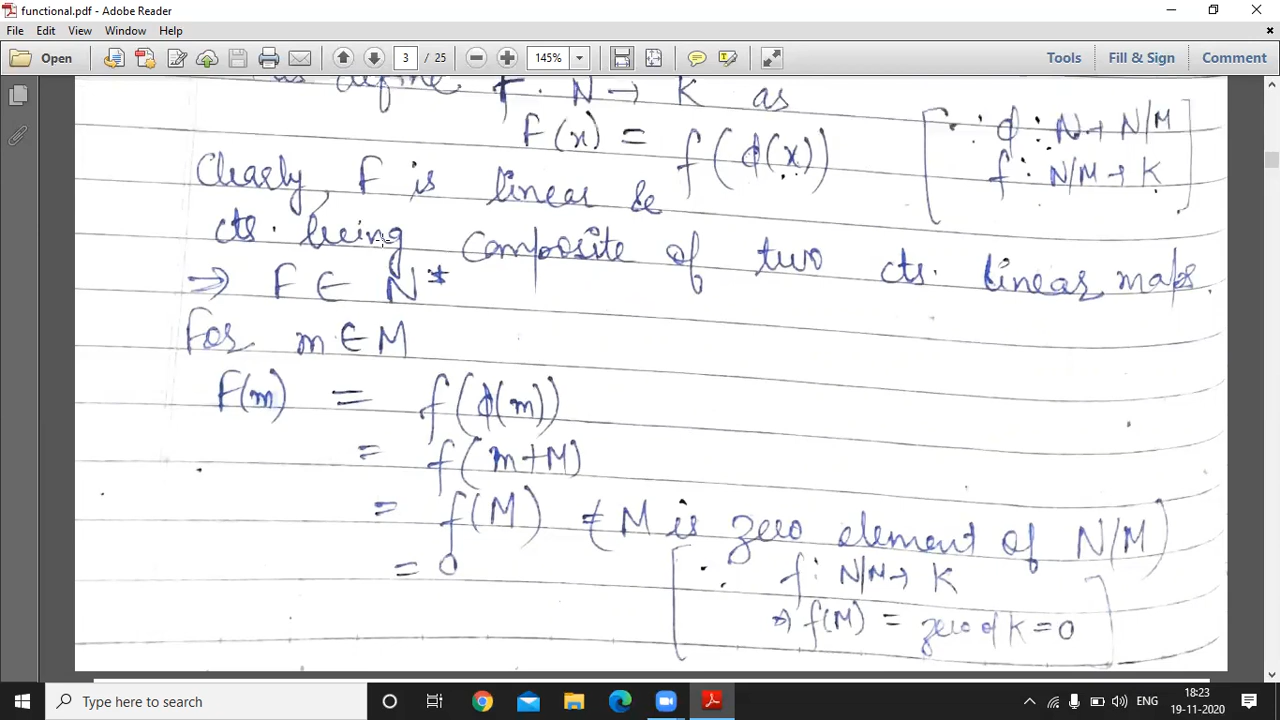 functional.pdf - Adobe Reader
File Edit View Window Help
Open 3 / 25 145% Tools Fill & Sign Comment
define F : N → K as
F(x) = f(φ(x)) [∵ φ : N → N/M
f : N/M → K]
Clearly, F is linear &
cts. being composite of two cts. linear maps.
⇒ F ∈ N*
For m ∈ M
F(m) = f(φ(m))
= f(m+M)
= f(M) (M is zero element of N/M)
= 0 [∵ f : N/M → K
⇒ f(M) = zero of K = 0]
Type here to search
ENG
18:23
19-11-2020